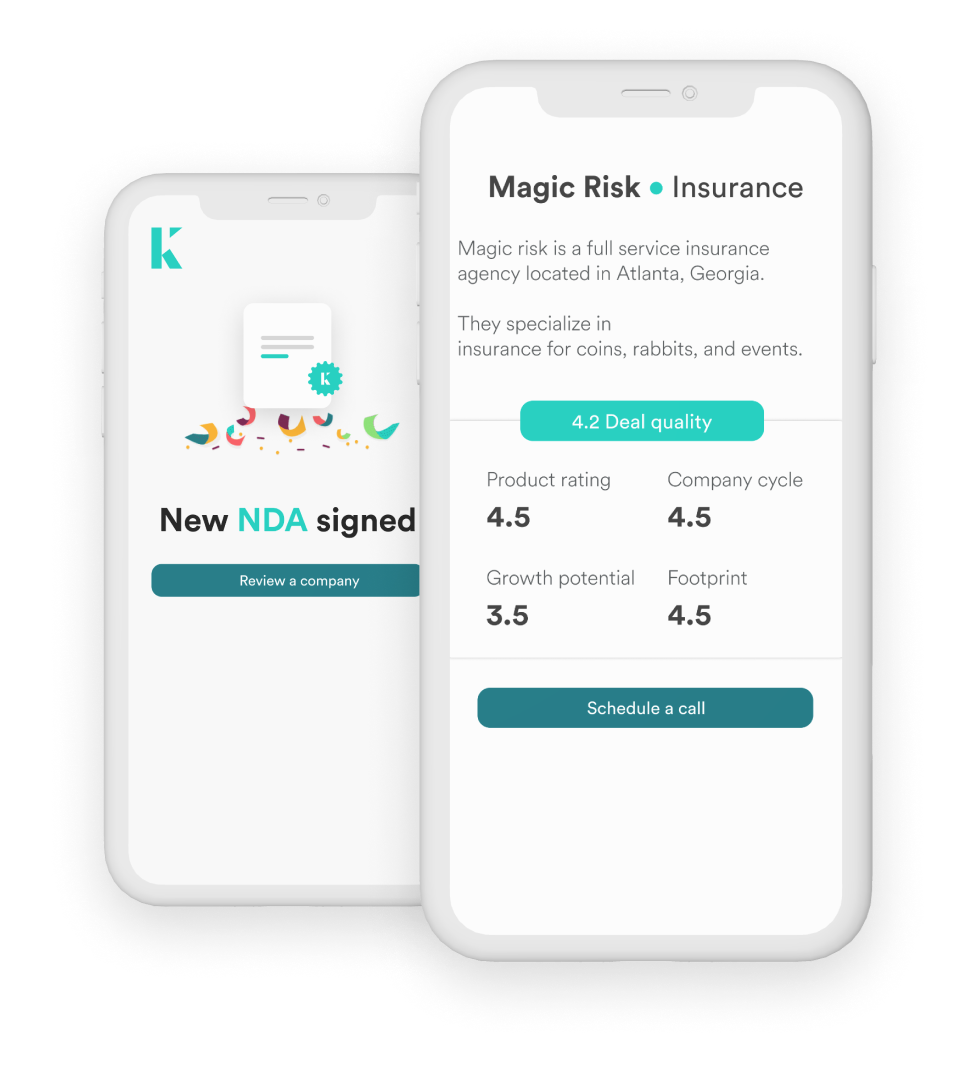 K
New NDA signed
Review a company
Magic Risk • Insurance
Magic risk is a full service insurance
agency located in Atlanta, Georgia.
They specialize in
insurance for coins, rabbits, and events.
4.2 Deal quality
Product rating
Company cycle
4.5
4.5
Growth potential
Footprint
3.5
4.5
Schedule a call